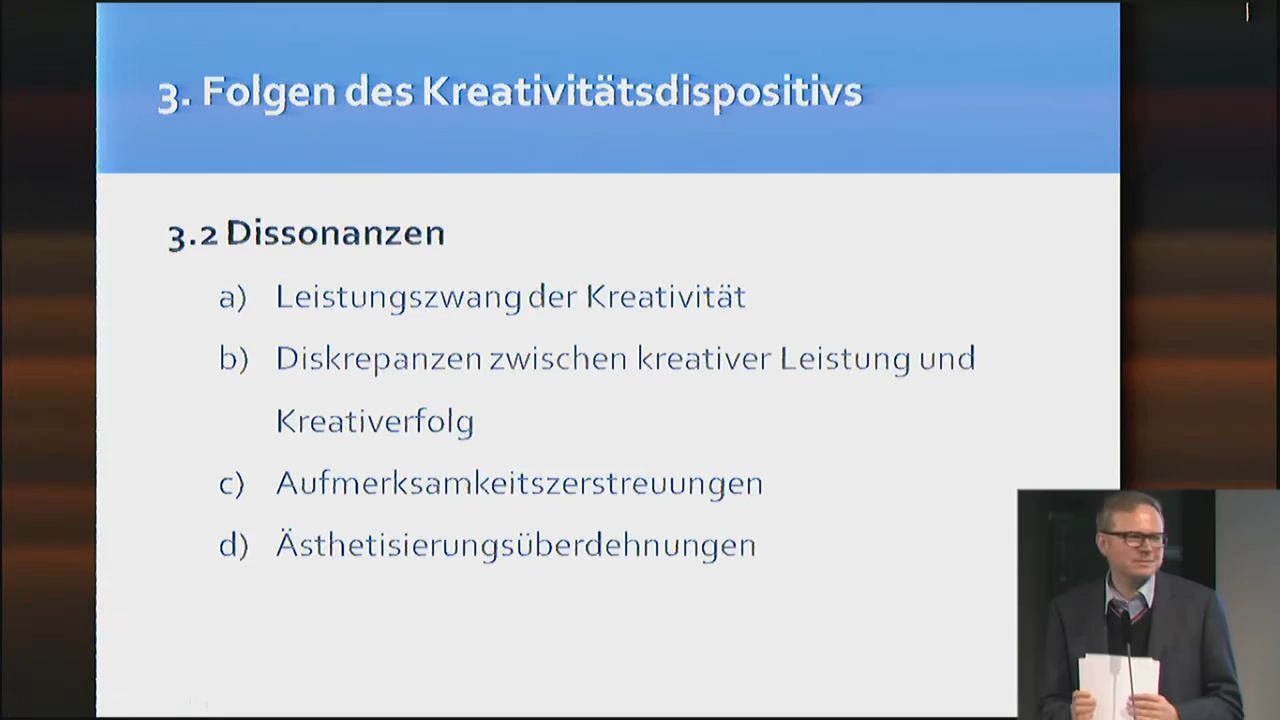 3. Folgen des Kreativitätsdispositivs
3.2 Dissonanzen
a) Leistungszwang der Kreativität
b) Diskrepanzen zwischen kreativer Leistung und
Kreativerfolg
c) Aufmerksamkeitszerstreuungen
d) Ästhetisierungsüberdehnungen